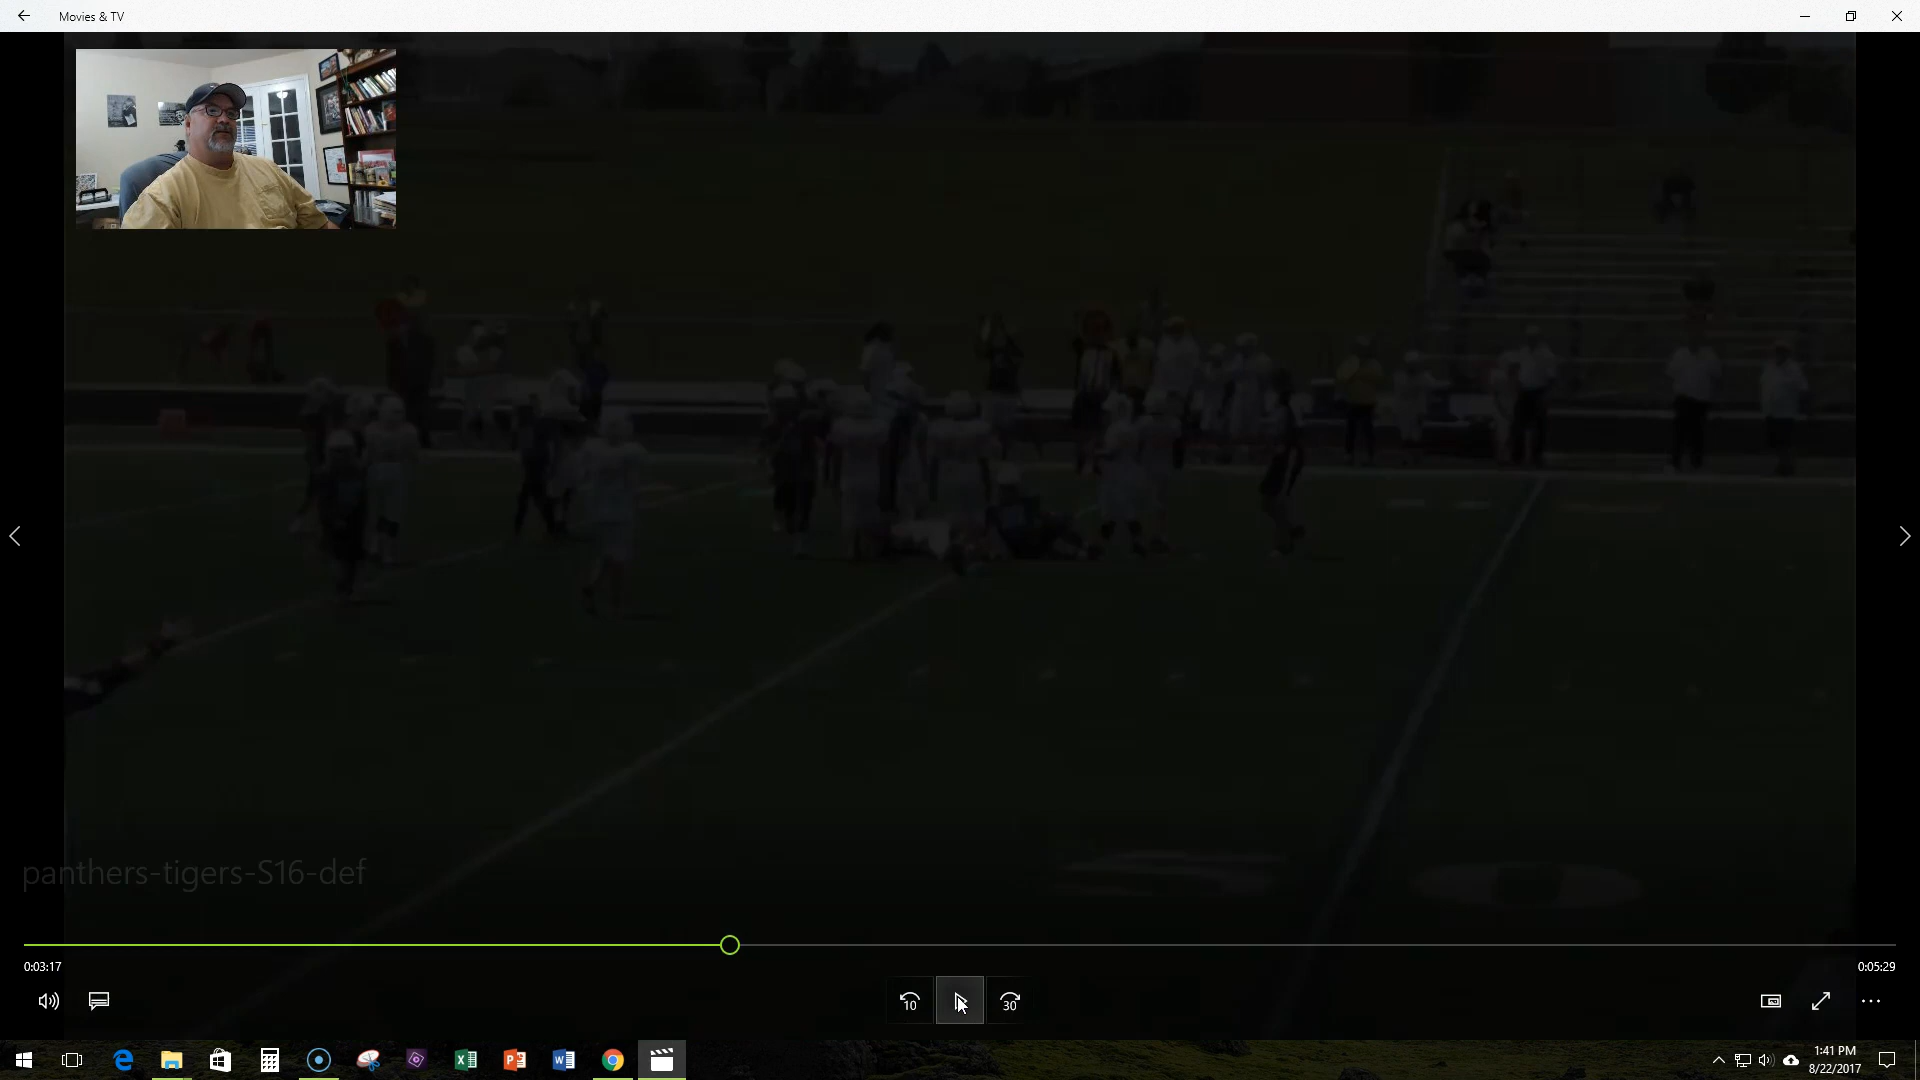 Movies & TV
panthers-tigers-S16-def
0:03:17
0:05:29
10
30
1:41 PM
8/22/2017